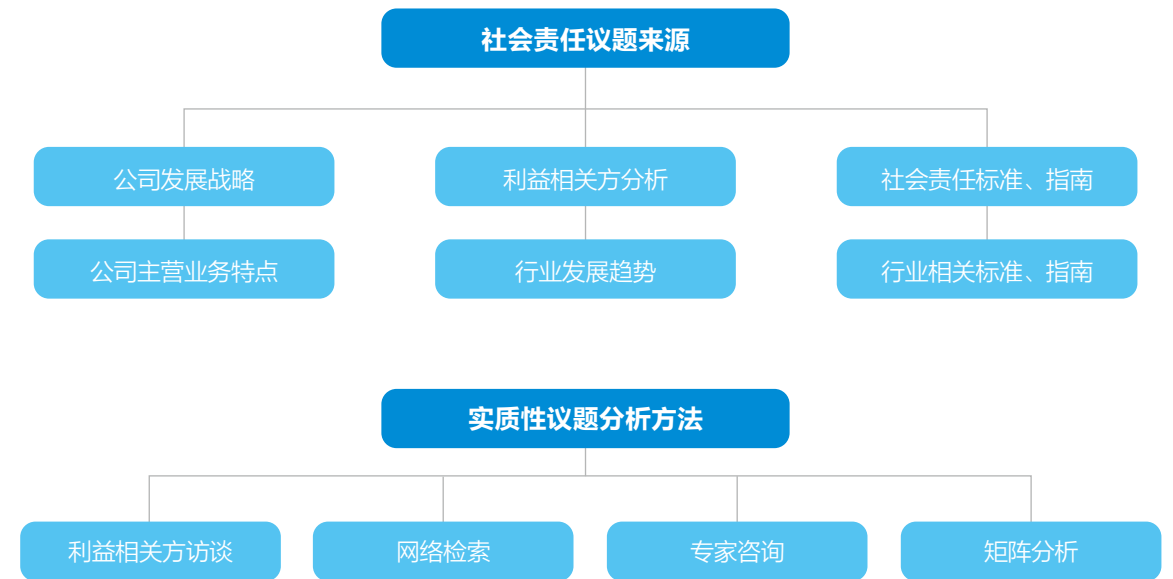 社会责任议题来源
公司发展战略
利益相关方分析
社会责任标准、指南
公司主营业务特点
行业发展趋势
行业相关标准、指南
实质性议题分析方法
利益相关方访谈
网络检索
专家咨询
矩阵分析